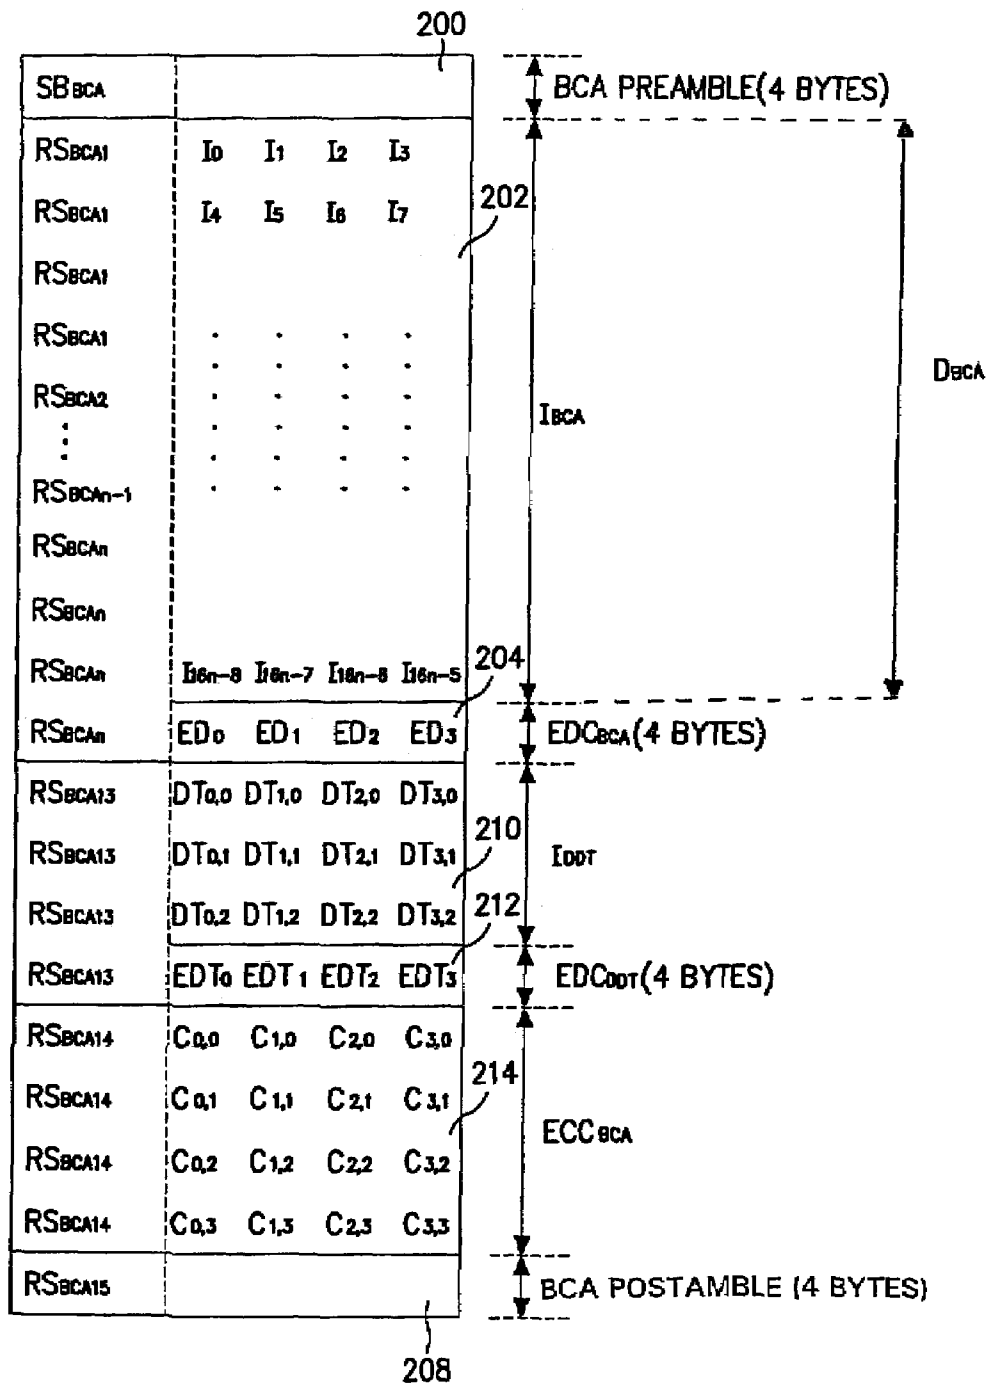 200
SBBCA BCA PREAMBLE(4 BYTES)
RSBCA1 I0 I1 I2 I3
RSBCA1 I4 I5 I6 I7 202
RSBCA1
RSBCA1 . . . .
. . . .
RSBCA2 . . . . DBCA
⋮ . . . . IBCA
. . . .
RSBCAn-1 . . . .
RSBCAn
RSBCAn
RSBCAn I16n-8 I16n-7 I16n-6 I16n-5 204
RSBCAn ED0 ED1 ED2 ED3 EDCBCA(4 BYTES)
RSBCA13 DT0,0 DT1,0 DT2,0 DT3,0
RSBCA13 DT0,1 DT1,1 DT2,1 DT3,1 210 IDDT
RSBCA13 DT0,2 DT1,2 DT2,2 DT3,2 212
RSBCA13 EDT0 EDT1 EDT2 EDT3 EDCDDT(4 BYTES)
RSBCA14 C0,0 C1,0 C2,0 C3,0
RSBCA14 C0,1 C1,1 C2,1 C3,1 214
ECCBCA
RSBCA14 C0,2 C1,2 C2,2 C3,2
RSBCA14 C0,3 C1,3 C2,3 C3,3
RSBCA15 BCA POSTAMBLE (4 BYTES)
208